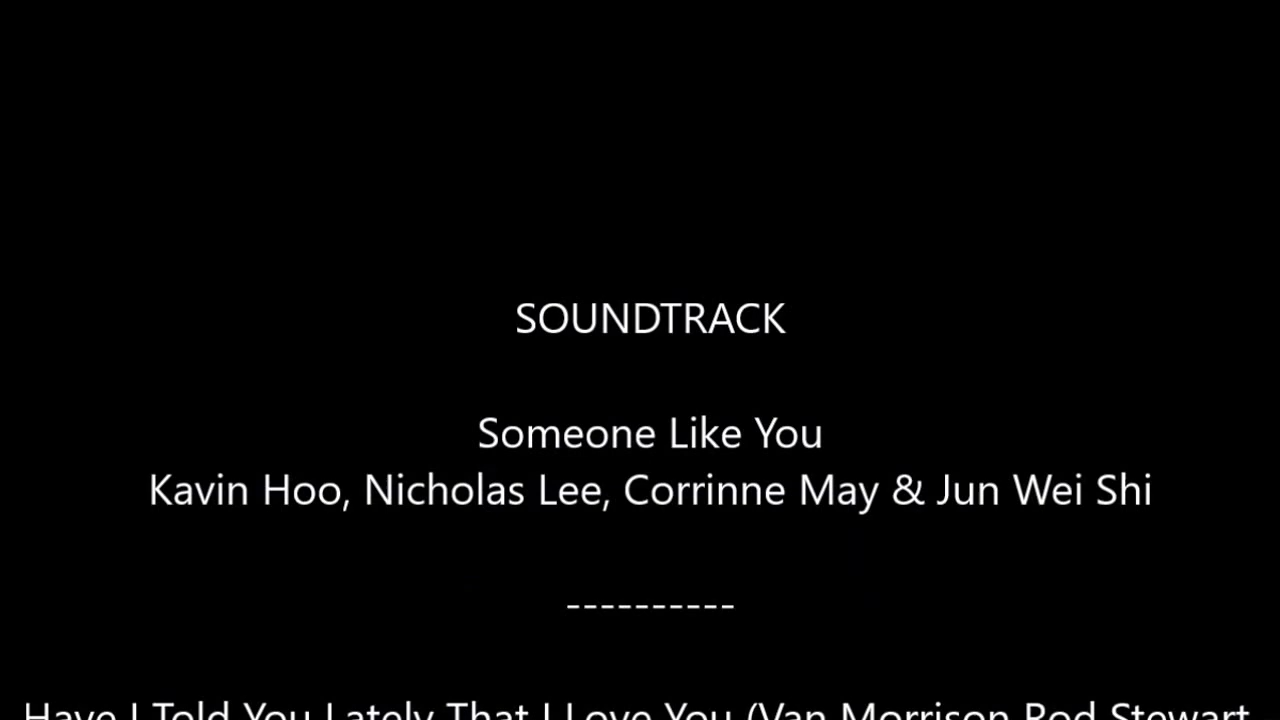 SOUNDTRACK
Someone Like You
Kavin Hoo, Nicholas Lee, Corrinne May & Jun Wei Shi
----------
Have I Told You Lately That I Love You (Van Morrison Rod Stewart